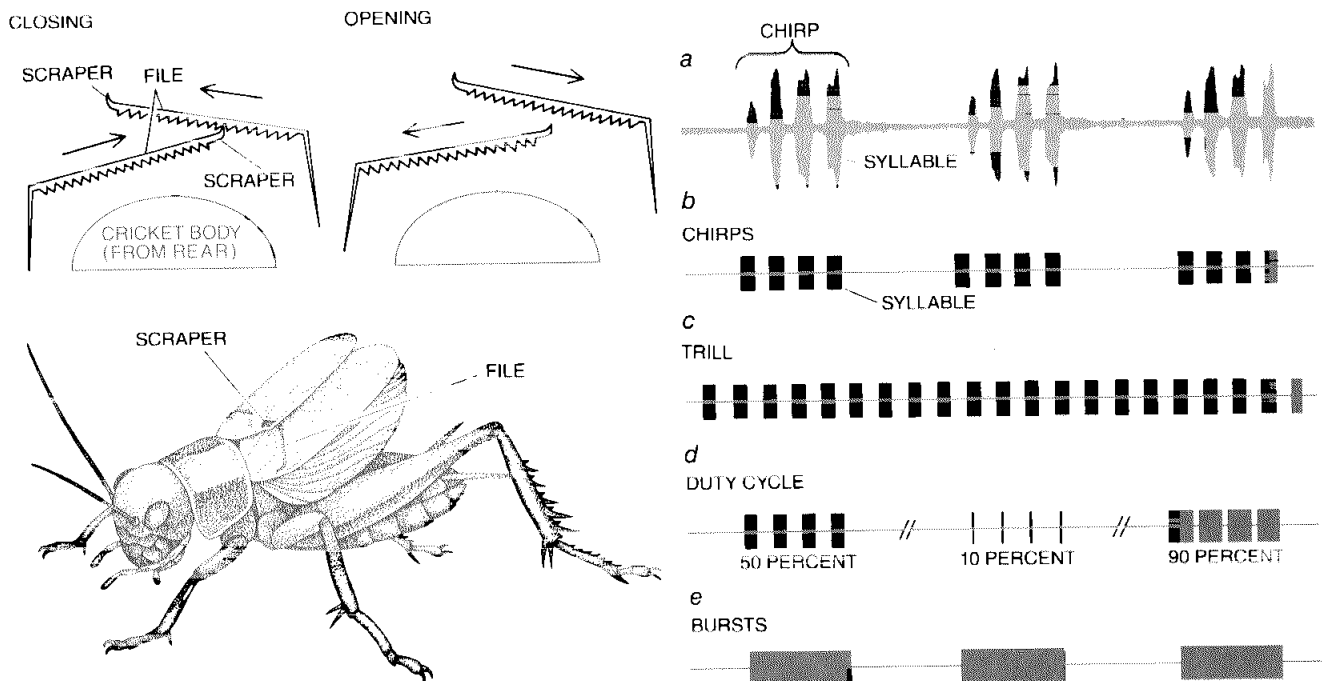 CLOSING
OPENING
SCRAPER
FILE
SCRAPER
CRICKET BODY
(FROM REAR)
SCRAPER
FILE
CHIRP
a
SYLLABLE
b
CHIRPS
SYLLABLE
c
TRILL
d
DUTY CYCLE
50 PERCENT
10 PERCENT
90 PERCENT
e
BURSTS